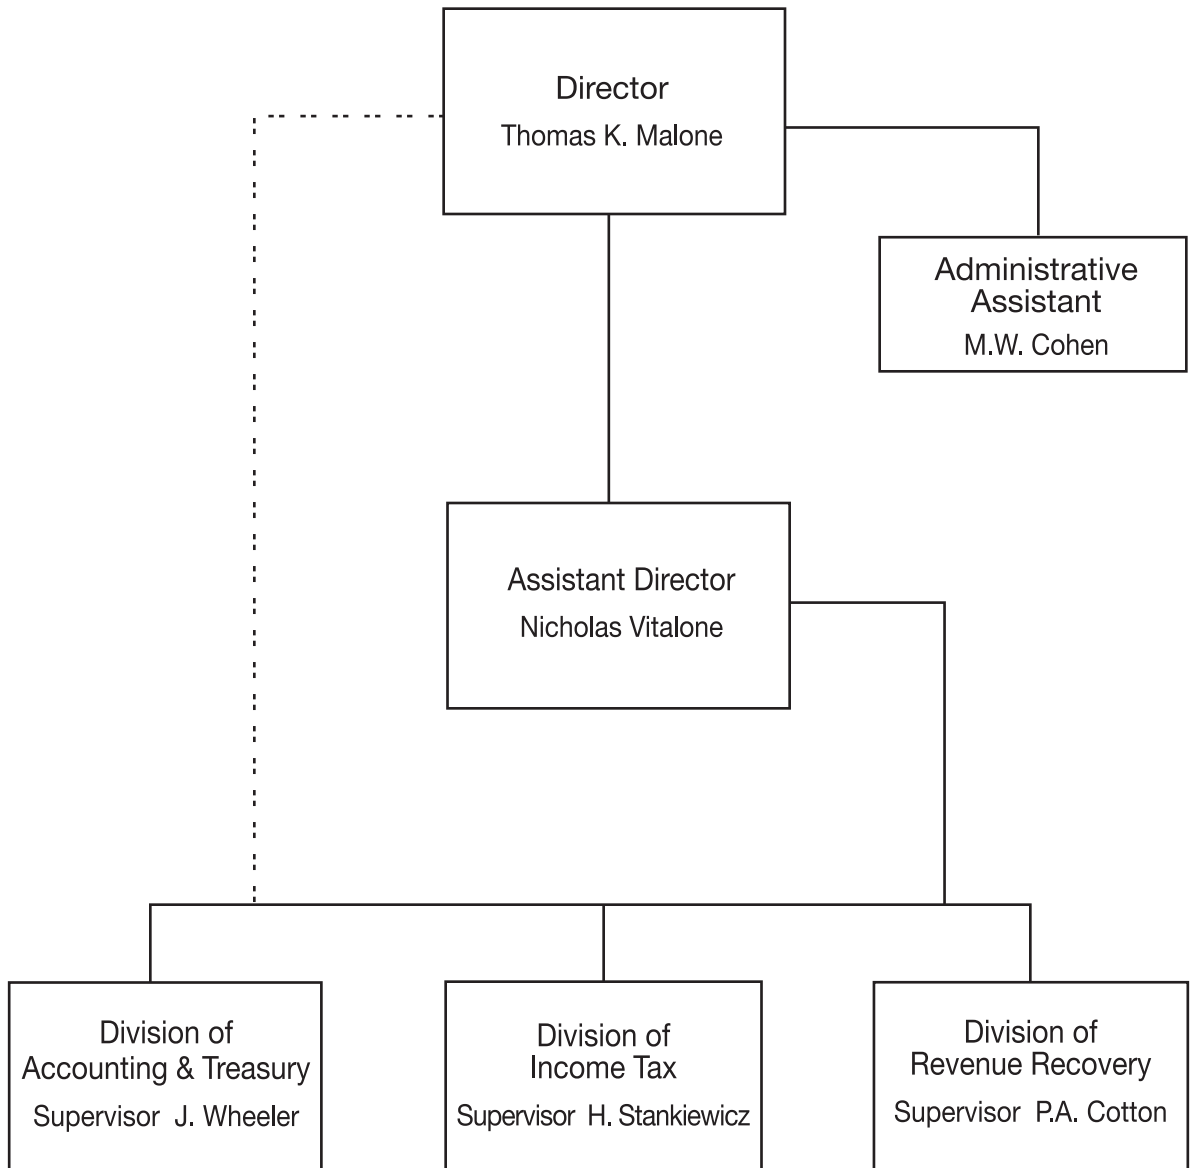 Director
Thomas K. Malone
Administrative
Assistant
M.W. Cohen
Assistant Director
Nicholas Vitalone
Division of
Accounting & Treasury
Supervisor J. Wheeler
Division of
Income Tax
Supervisor H. Stankiewicz
Division of
Revenue Recovery
Supervisor P.A. Cotton